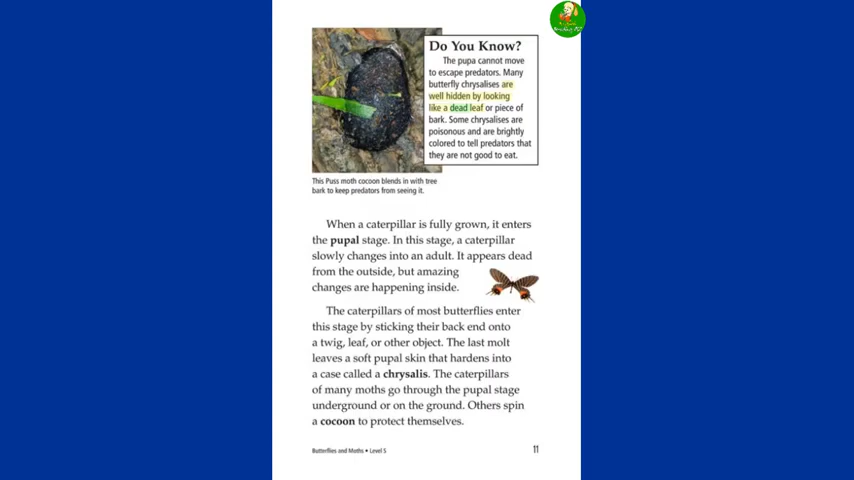 Do You Know?
The pupa cannot move
to escape predators. Many
butterfly chrysalises are
well hidden by looking
like a dead leaf or piece of
bark. Some chrysalises are
poisonous and are brightly
colored to tell predators that
they are not good to eat.
This Puss moth cocoon blends in with tree
bark to keep predators from seeing it.
When a caterpillar is fully grown, it enters
the pupal stage. In this stage, a caterpillar
slowly changes into an adult. It appears dead
from the outside, but amazing
changes are happening inside.
The caterpillars of most butterflies enter
this stage by sticking their back end onto
a twig, leaf, or other object. The last molt
leaves a soft pupal skin that hardens into
a case called a chrysalis. The caterpillars
of many moths go through the pupal stage
underground or on the ground. Others spin
a cocoon to protect themselves.
Butterflies and Moths • Level S
11